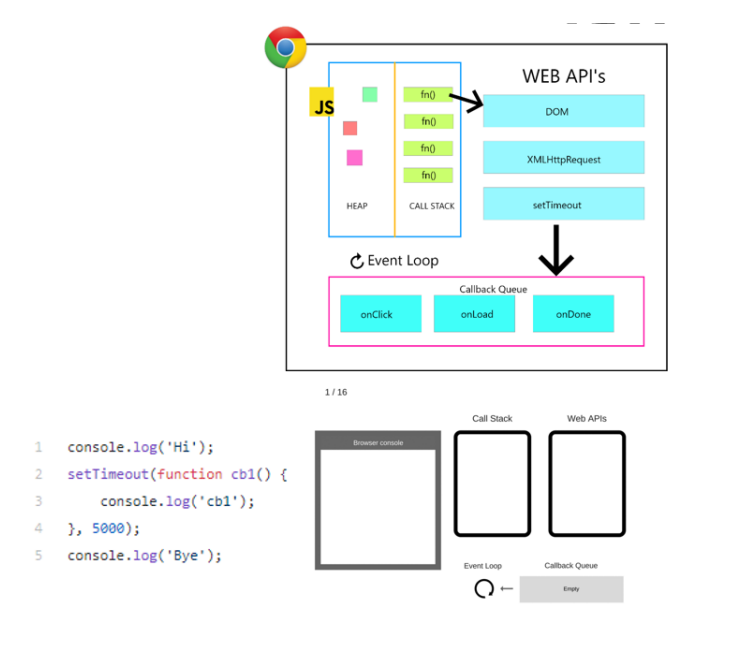 WEB API's
JS
fn()
fn()
fn()
fn()
HEAP
CALL STACK
DOM
XMLHttpRequest
setTimeout
Event Loop
Callback Queue
onClick
onLoad
onDone
1 / 16
1 console.log('Hi');
2 setTimeout(function cb1() {
3 console.log('cb1');
4 }, 5000);
5 console.log('Bye');
Browser console
Call Stack
Web APIs
Event Loop
Callback Queue
Empty